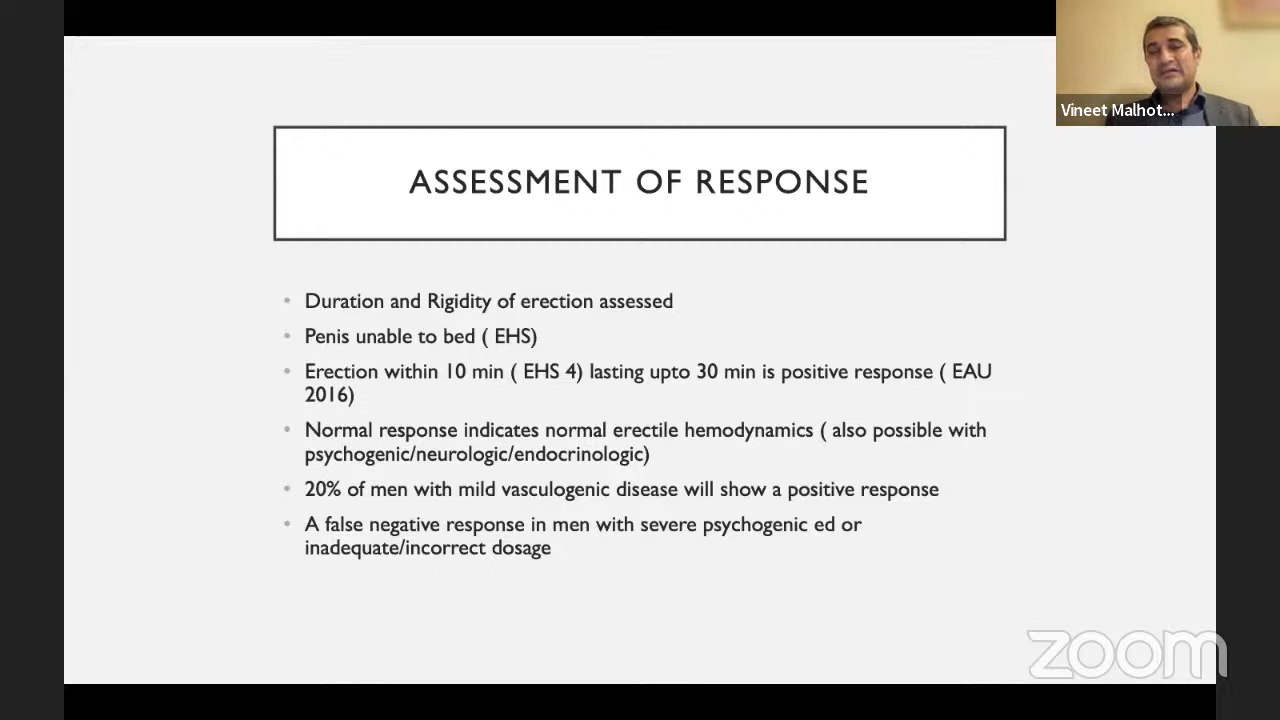 Vineet Malhot...
ASSESSMENT OF RESPONSE
• Duration and Rigidity of erection assessed
• Penis unable to bed ( EHS)
• Erection within 10 min ( EHS 4) lasting upto 30 min is positive response ( EAU
2016)
• Normal response indicates normal erectile hemodynamics ( also possible with
psychogenic/neurologic/endocrinologic)
• 20% of men with mild vasculogenic disease will show a positive response
• A false negative response in men with severe psychogenic ed or
inadequate/incorrect dosage
zoom